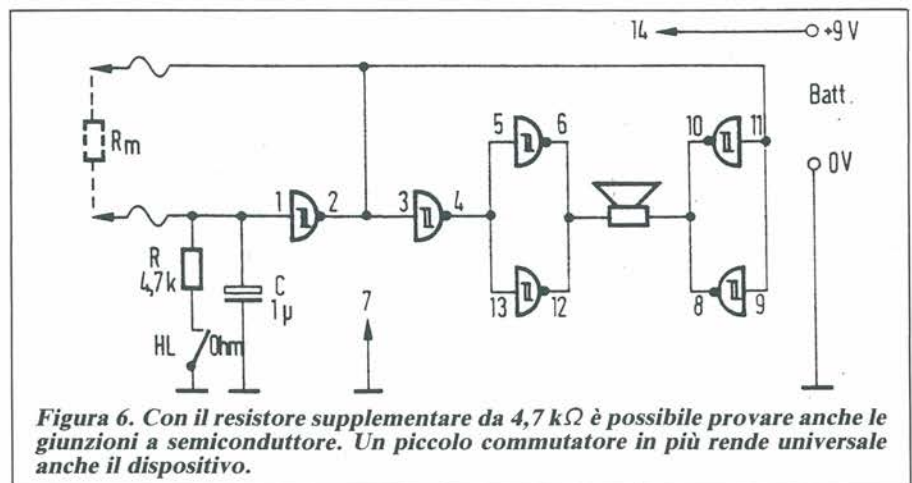 14 +9 V
Batt.
0V
Rm
1 2 3 4
5 6
13 12
10 11
8 9
R
4,7k
C
1 µ
HL Ohm
7
Figura 6. Con il resistore supplementare da 4,7 kΩ è possibile provare anche le
giunzioni a semiconduttore. Un piccolo commutatore in più rende universale
anche il dispositivo.